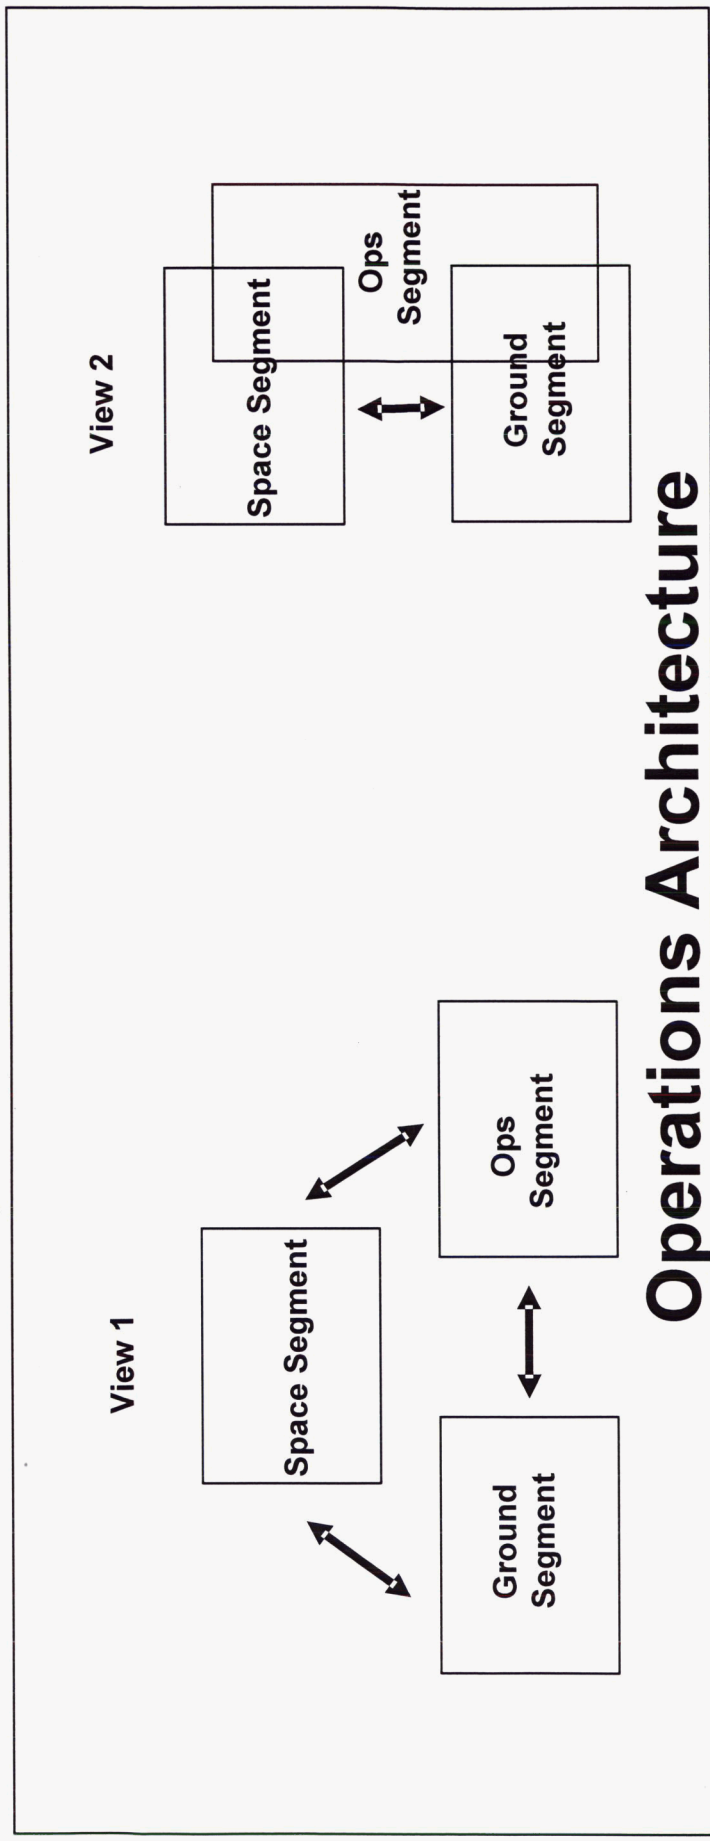 View 1
Space Segment
Ground
Segment
Ops
Segment
View 2
Space Segment
Ops
Segment
Ground
Segment
Operations Architecture